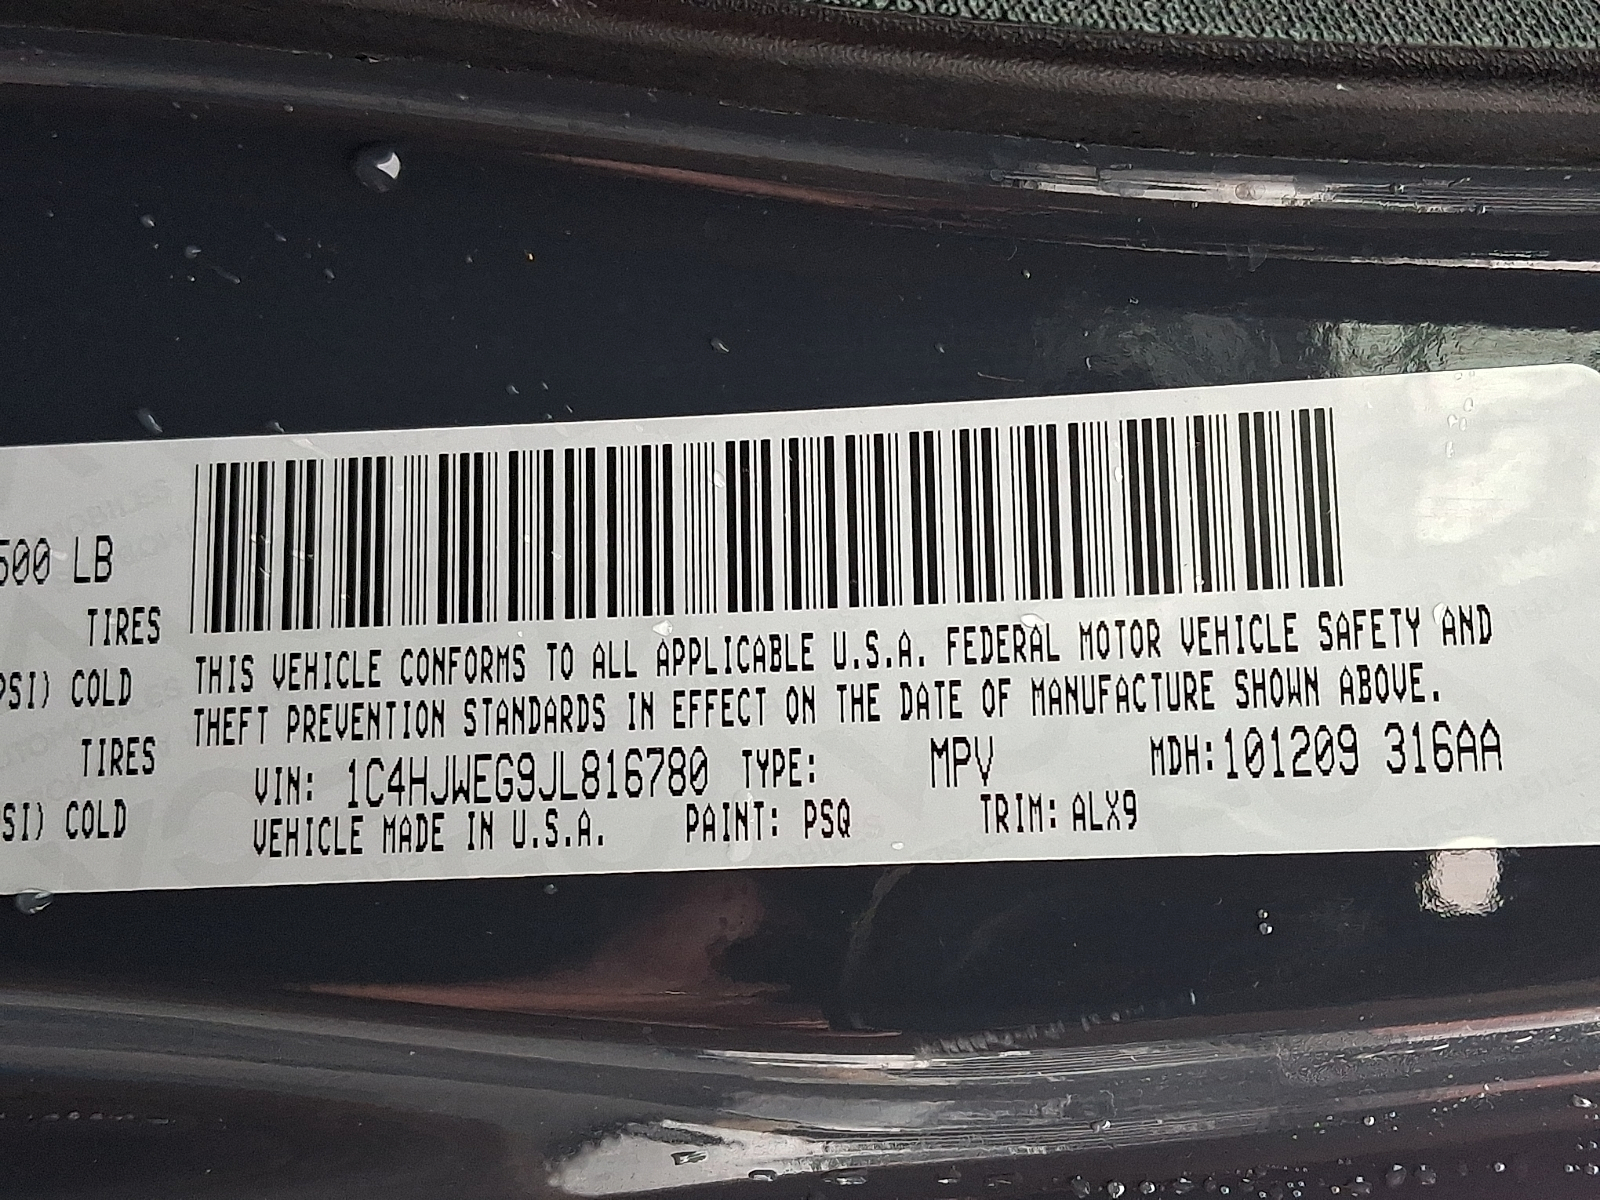 500 LB
TIRES
PSI) COLD
TIRES
SI) COLD
THIS VEHICLE CONFORMS TO ALL APPLICABLE U.S.A. FEDERAL MOTOR VEHICLE SAFETY AND
THEFT PREVENTION STANDARDS IN EFFECT ON THE DATE OF MANUFACTURE SHOWN ABOVE.
VIN: 1C4HJWEG9JL816780 TYPE: MPV MDH: 101209 316AA
VEHICLE MADE IN U.S.A. PAINT: PSQ TRIM: ALX9